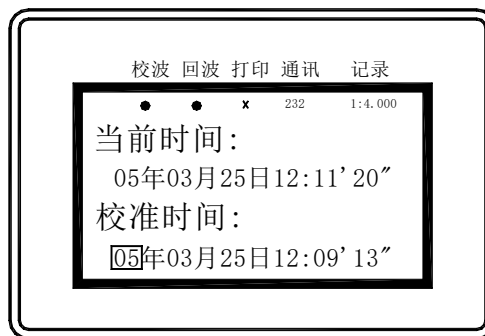 校波 回波 打印 通讯 记录
● ● x 232 1:4.000
当前时间:
05年03月25日12:11'20″
校准时间:
05年03月25日12:09'13″